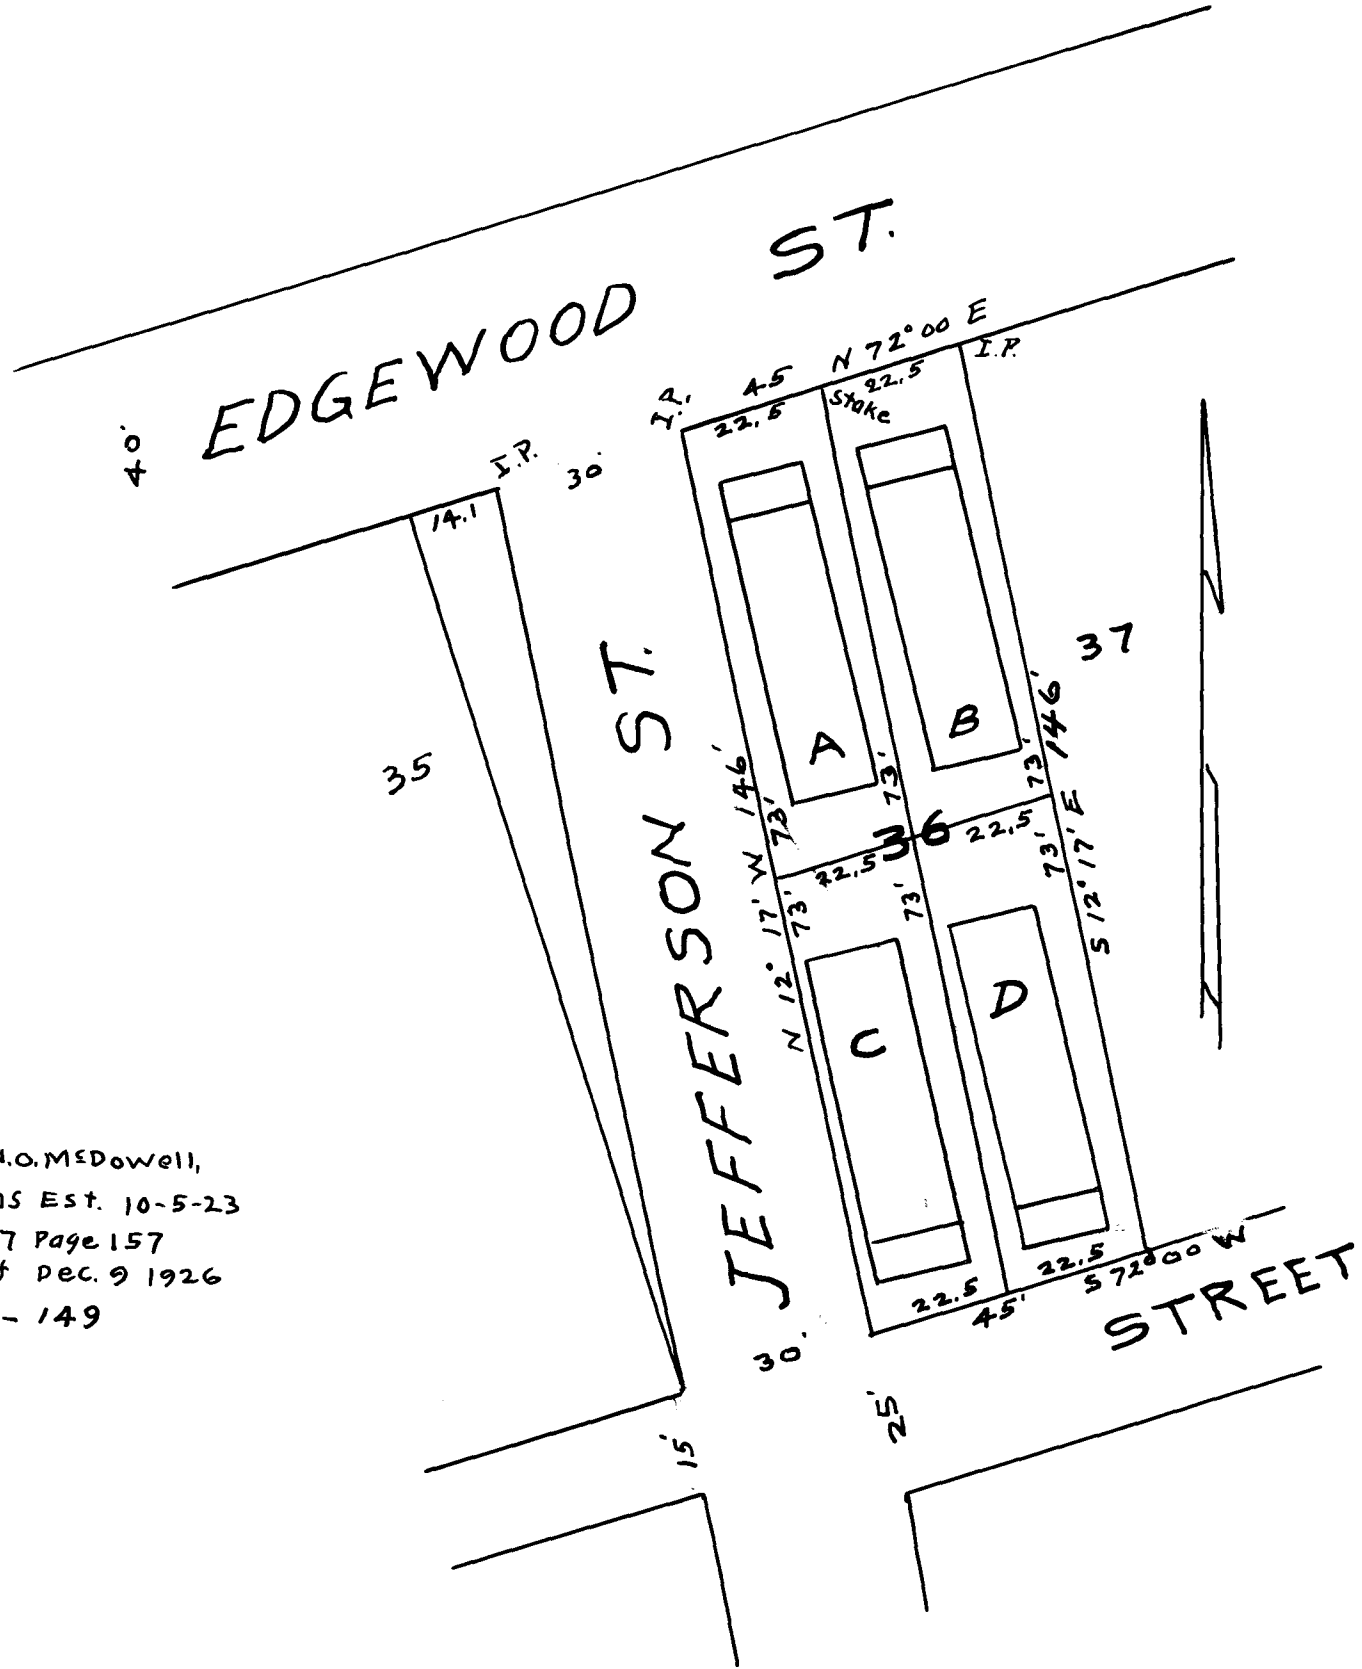 EDGEWOOD ST.
40'
N 72° 00 E
I.P.
45
22.5
Stake
22.5
I.P.
I.P.
30'
14.1
35
JEFFERSON ST.
37
A
B
146'
73'
73'
73'
146'
36
22.5
22.5
N 12° 17' W
73'
73'
73'
S 12° 17' E
C
D
22.5
45'
22.5
S 72° 00 W
STREET
30'
15'
25'
.O. McDowell,
ns Est. 10-5-23
7 Page 157
Dec. 9 1926
- 149